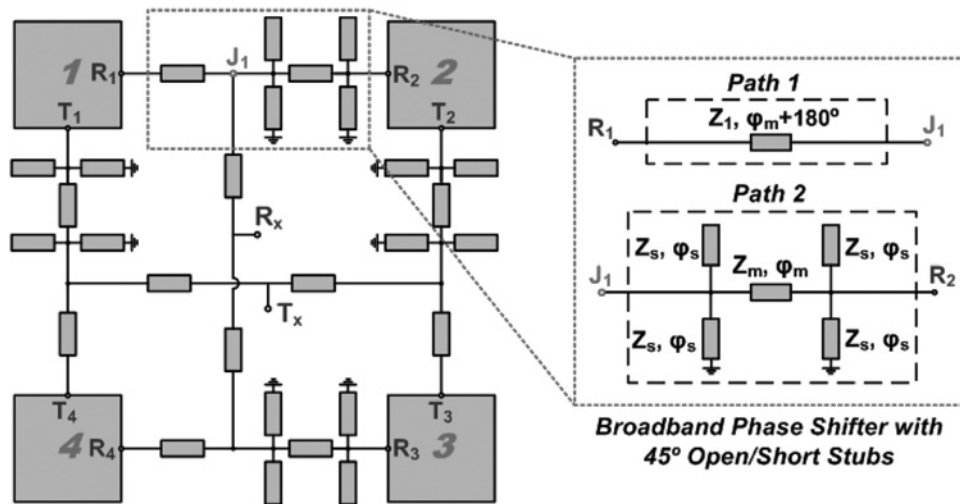 1 R₁ J₁ R₂ 2
T₁ T₂
Rₓ
Tₓ
T₄ T₃
4 R₄ R₃ 3
Path 1
Z₁, φₘ+180º
R₁ J₁
Path 2
Zₛ, φₛ Zₛ, φₛ
Zₘ, φₘ
J₁ R₂
Zₛ, φₛ Zₛ, φₛ
Broadband Phase Shifter with
45º Open/Short Stubs